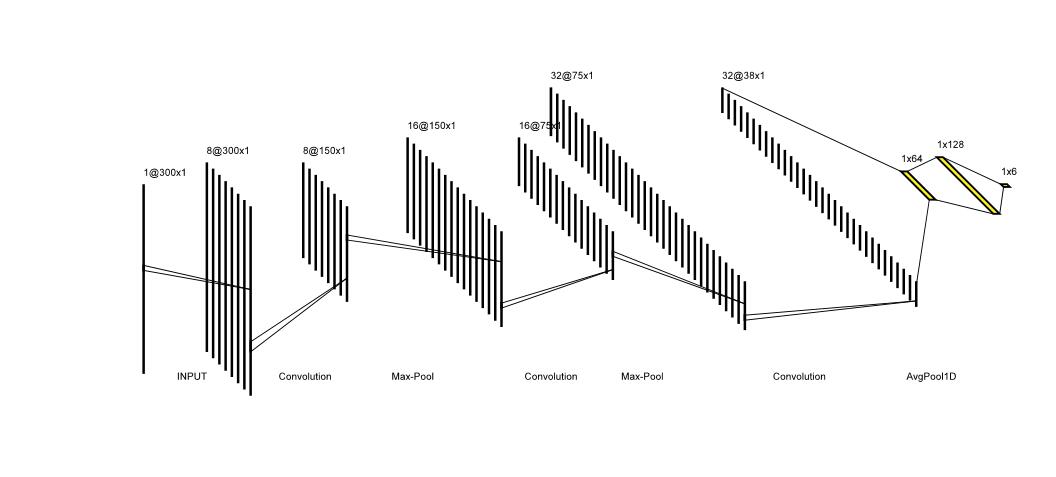 1@300x1
8@300x1
8@150x1
16@150x1
16@75x1
32@75x1
32@38x1
1x64
1x128
1x6
INPUT
Convolution
Max-Pool
Convolution
Max-Pool
Convolution
AvgPool1D